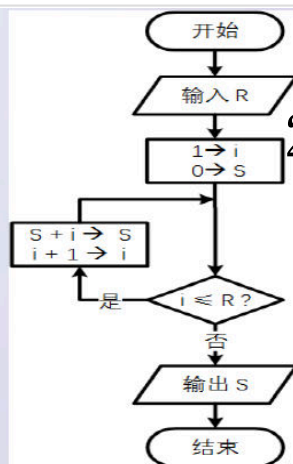 开始
输入 R
1→ i
0→ S
S + i → S
i + 1 → i
是
i ≤ R ?
否
输出 S
结束